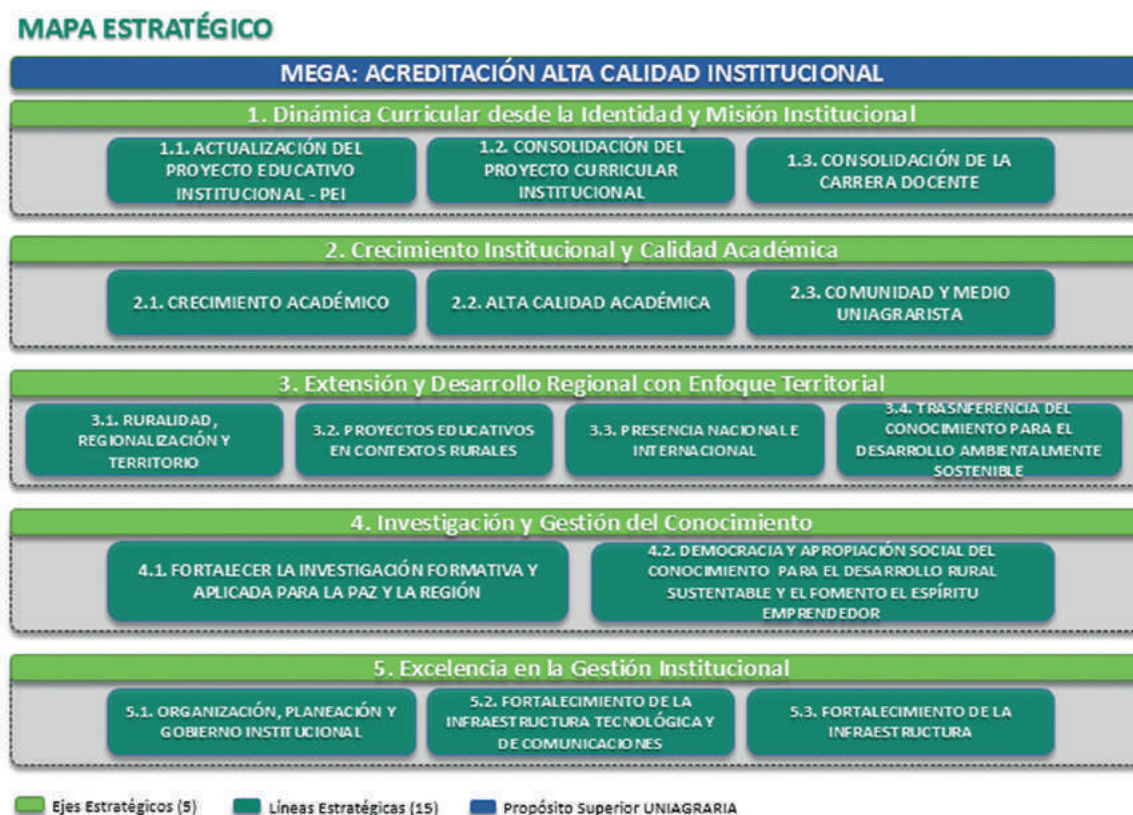 MAPA ESTRATÉGICO
MEGA: ACREDITACIÓN ALTA CALIDAD INSTITUCIONAL
1. Dinámica Curricular desde la Identidad y Misión Institucional
1.1. ACTUALIZACIÓN DEL
PROYECTO EDUCATIVO
INSTITUCIONAL - PEI
1.2. CONSOLIDACIÓN DEL
PROYECTO CURRICULAR
INSTITUCIONAL
1.3. CONSOLIDACIÓN DE LA
CARRERA DOCENTE
2. Crecimiento Institucional y Calidad Académica
2.1. CRECIMIENTO ACADÉMICO
2.2. ALTA CALIDAD ACADÉMICA
2.3. COMUNIDAD Y MEDIO
UNIAGRARISTA
3. Extensión y Desarrollo Regional con Enfoque Territorial
3.1. RURALIDAD,
REGIONALIZACIÓN Y
TERRITORIO
3.2. PROYECTOS EDUCATIVOS
EN CONTEXTOS RURALES
3.3. PRESENCIA NACIONAL E
INTERNACIONAL
3.4. TRASNFERENCIA DEL
CONOCIMIENTO PARA EL
DESARROLLO AMBIENTALMENTE
SOSTENIBLE
4. Investigación y Gestión del Conocimiento
4.1. FORTALECER LA INVESTIGACIÓN FORMATIVA Y
APLICADA PARA LA PAZ Y LA REGIÓN
4.2. DEMOCRACIA Y APROPIACIÓN SOCIAL DEL
CONOCIMIENTO PARA EL DESARROLLO RURAL
SUSTENTABLE Y EL FOMENTO EL ESPÍRITU
EMPRENDEDOR
5. Excelencia en la Gestión Institucional
5.1. ORGANIZACIÓN, PLANEACIÓN Y
GOBIERNO INSTITUCIONAL
5.2. FORTALECIMIENTO DE LA
INFRAESTRUCTURA TECNOLÓGICA Y
DE COMUNICACIONES
5.3. FORTALECIMIENTO DE LA
INFRAESTRUCTURA
Ejes Estratégicos (5)
Líneas Estratégicas (15)
Propósito Superior UNIAGRARIA